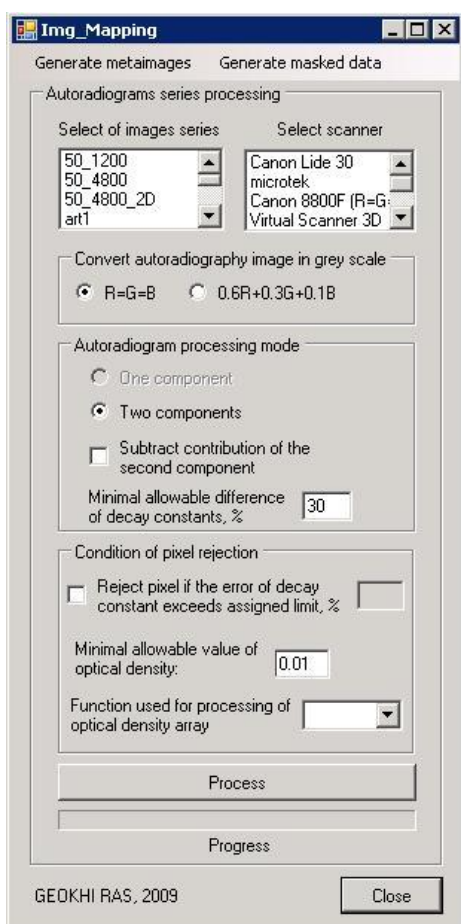 Img_Mapping
Generate metaimages Generate masked data
Autoradiograms series processing
Select of images series Select scanner
50_1200
50_4800
50_4800_2D
art1
Canon Lide 30
microtek
Canon 8800F (R=G=
Virtual Scanner 3D
Convert autoradiography image in grey scale
R=G=B 0.6R+0.3G+0.1B
Autoradiogram processing mode
One component
Two components
Subtract contribution of the
second component
Minimal allowable difference
of decay constants, %
30
Condition of pixel rejection
Reject pixel if the error of decay
constant exceeds assigned limit, %
Minimal allowable value of
optical density:
0.01
Function used for processing of
optical density array
Process
Progress
GEOKHI RAS, 2009 Close